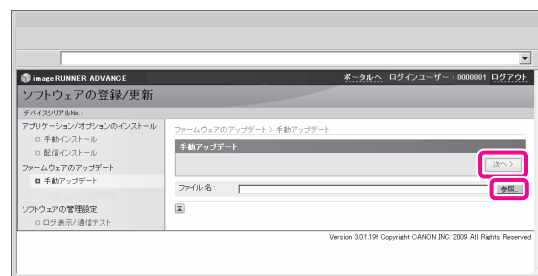 imageRUNNER ADVANCE
ポータルへ ログインユーザー : 0000001 ログアウト
ソフトウェアの登録/更新
デバイスシリアルNo.:
アプリケーション/オプションのインストール
手動インストール
配信インストール
ファームウェアのアップデート
手動アップデート
ソフトウェアの管理設定
ログ表示/通信テスト
ファームウェアのアップデート > 手動アップデート
手動アップデート
次へ >
ファイル名 :
参照...
Version 3.0.1.19f Copyright CANON INC. 2009 All Rights Reserved